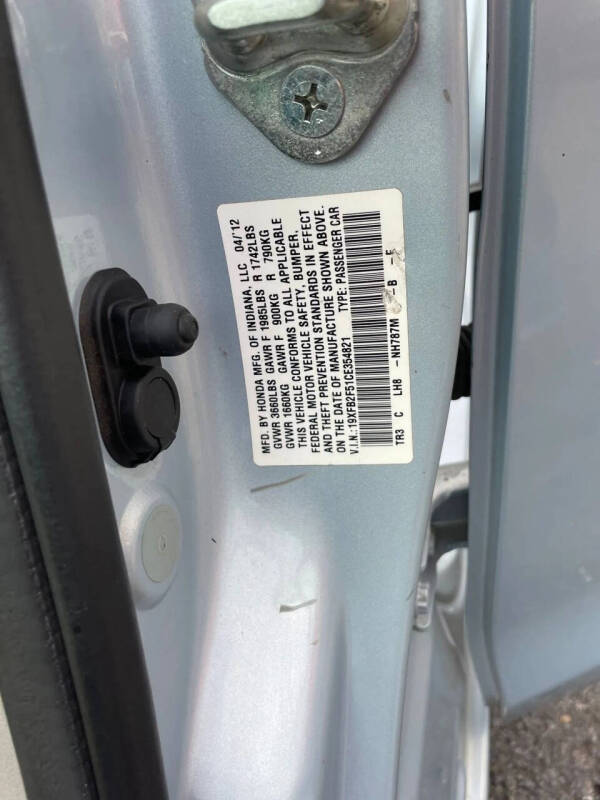 MFD. BY HONDA MFG. OF INDIANA, LLC 04/'12
GVWR 3660LBS GAWR F 1985LBS R 1742LBS
GVWR 1660KG GAWR F 900KG R 790KG
THIS VEHICLE CONFORMS TO ALL APPLICABLE
FEDERAL MOTOR VEHICLE SAFETY, BUMPER,
AND THEFT PREVENTION STANDARDS IN EFFECT
ON THE DATE OF MANUFACTURE SHOWN ABOVE.
V.I.N.: 19XFB2F51CE354821 TYPE: PASSENGER CAR
TR3 C LH8 -NH787M -B -E